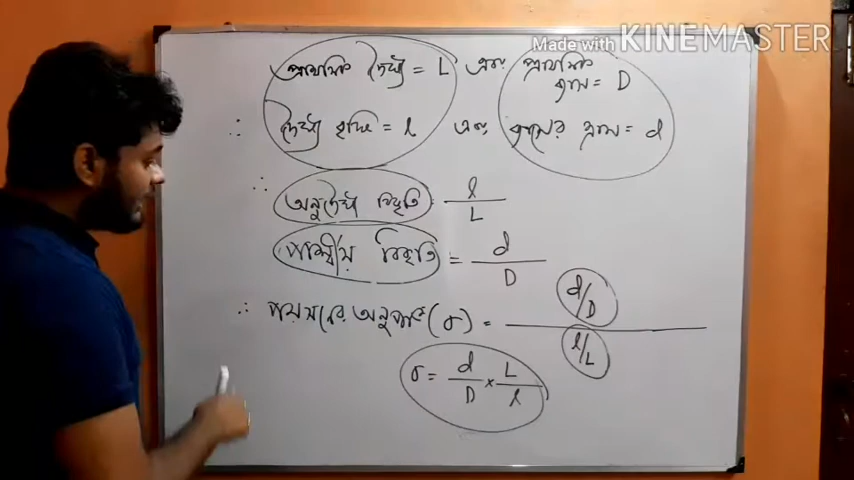 Made with KINEMASTER
প্রাথমিক দৈর্ঘ্য = L এবং প্রাথমিক
ব্যাস = D
∴ দৈর্ঘ্য বৃদ্ধি = l এবং ব্যাসের হ্রাস = d
∴ অনুদৈর্ঘ্য বিকৃতি = l/L
পার্শ্বীয় বিকৃতি = d/D
∴ পয়সনের অনুপাত (σ) = (d/D)/(l/L)
σ = d/D × L/l